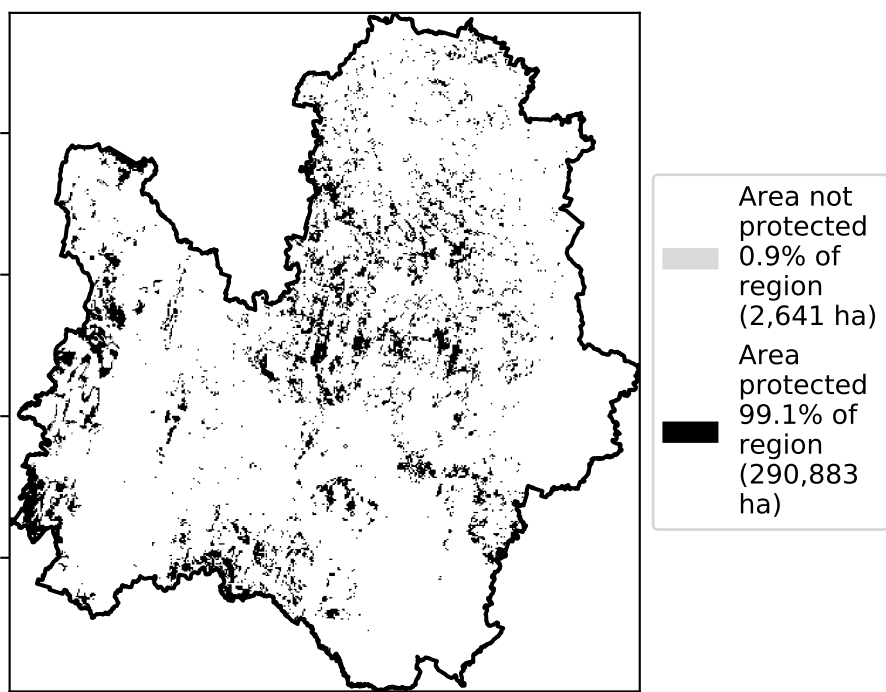 Area not
protected
0.9% of
region
(2,641 ha)
Area
protected
99.1% of
region
(290,883
ha)